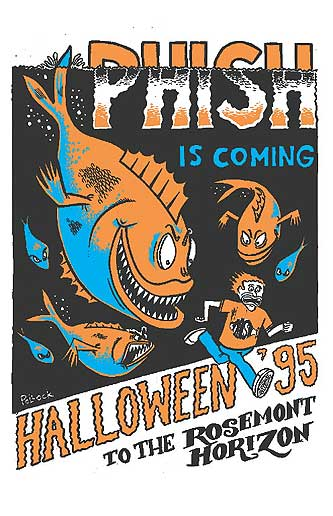 PHISH
IS COMING
Pollock
HALLOWEEN '95
TO THE ROSEMONT
HORIZON